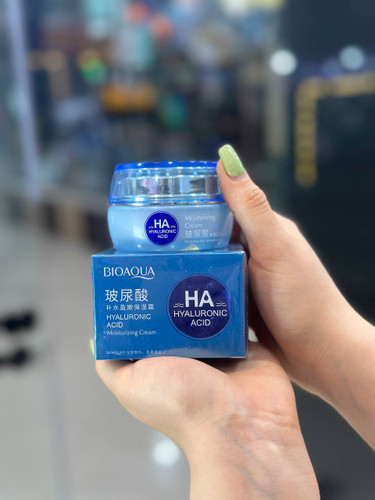 HA
HYALURONIC
ACID
Moisturizing
Cream
玻尿酸
BIOAQUA
玻尿酸
补水盈嫩保湿霜
HYALURONIC
ACID
Moisturizing Cream
HA
HYALURONIC
ACID